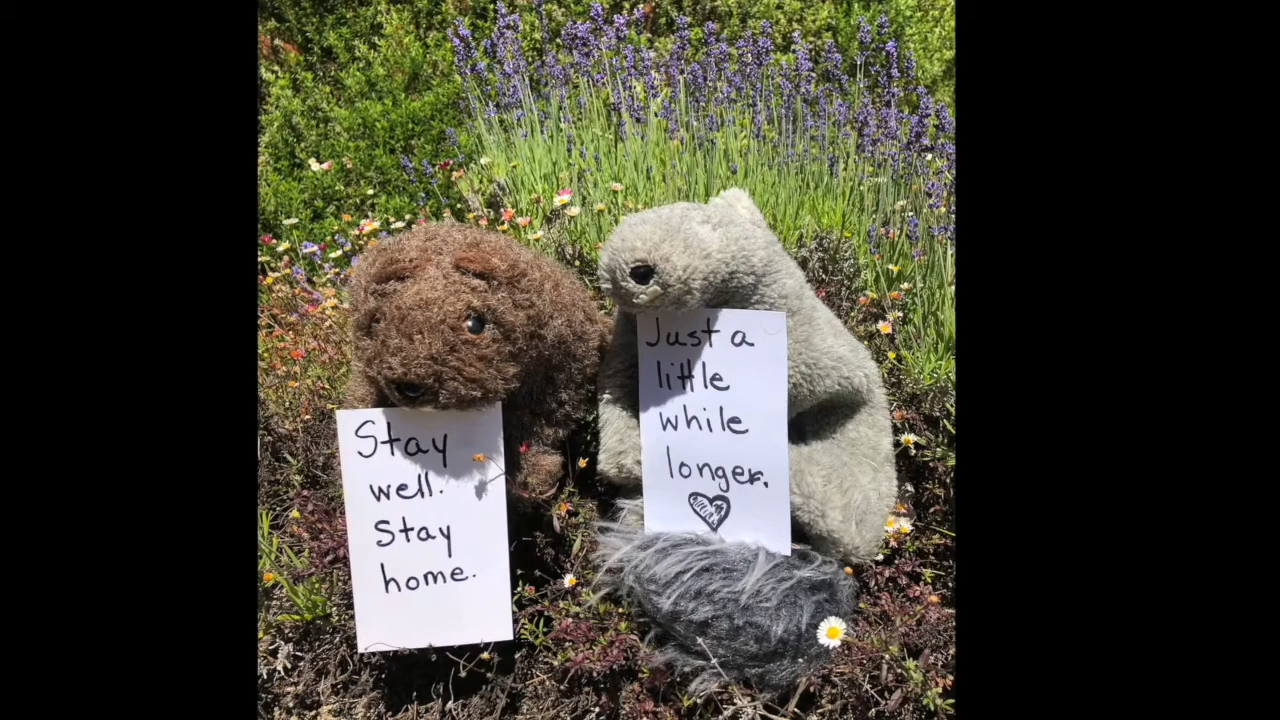 Stay
well.
Stay
home.
Just a
little
while
longer.